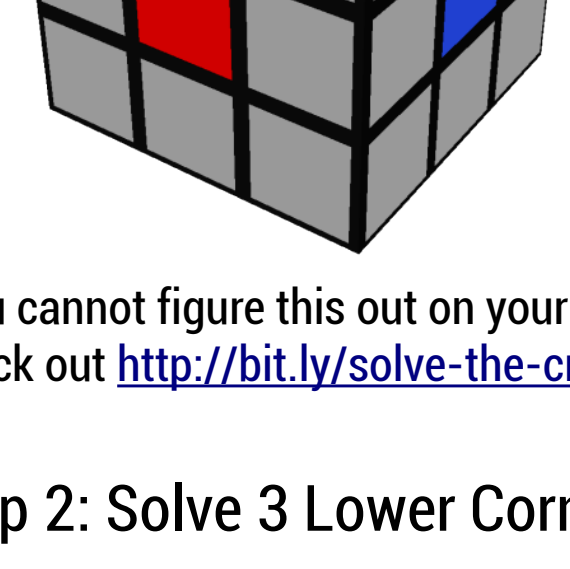 cannot figure this out on your
ck out http://bit.ly/solve-the-c
p 2: Solve 3 Lower Cor